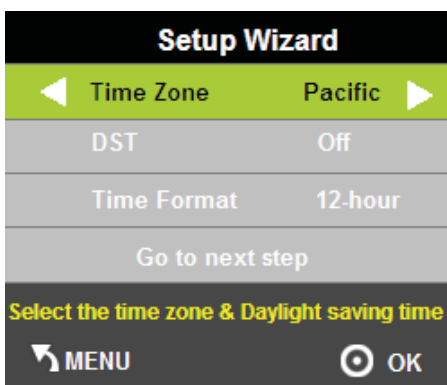 Setup Wizard
Time Zone Pacific
DST Off
Time Format 12-hour
Go to next step
Select the time zone & Daylight saving time
MENU OK